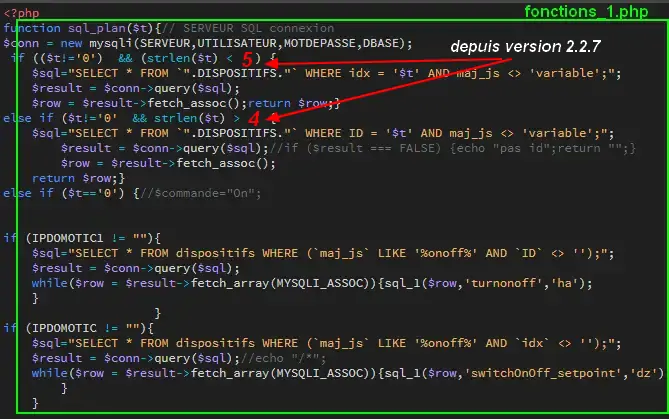 <?php
fonctions_1.php
function sql_plan($t){// SERVEUR SQL connexion
$conn = new mysqli(SERVEUR,UTILISATEUR,MOTDEPASSE,DBASE);
depuis version 2.2.7
if (($t!='0') && (strlen($t) < 5 ) {
$sql="SELECT * FROM `".DISPOSITIFS."` WHERE idx = '$t' AND maj_js <> 'variable';";
$result = $conn->query($sql);
$row = $result->fetch_assoc();return $row;}
else if ($t!='0' && strlen($t) > 4 {
$sql="SELECT * FROM `".DISPOSITIFS."` WHERE ID = '$t' AND maj_js <> 'variable';";
$result = $conn->query($sql);//if ($result === FALSE) {echo "pas id";return "";}
$row = $result->fetch_assoc();
return $row;}
else if ($t=='0') {//$commande="On";
if (IPDOMOTIC1 != ""){
$sql="SELECT * FROM dispositifs WHERE (`maj_js` LIKE '%onoff%' AND `ID` <> '');";
$result = $conn->query($sql);
while($row = $result->fetch_array(MYSQLI_ASSOC)){sql_1($row,'turnonoff','ha');
}
}
if (IPDOMOTIC != ""){
$sql="SELECT * FROM dispositifs WHERE (`maj_js` LIKE '%onoff%' AND `idx` <> '');";
$result = $conn->query($sql);//echo "/*";
while($row = $result->fetch_array(MYSQLI_ASSOC)){sql_1($row,'switchOnOff_setpoint','dz')
}
}